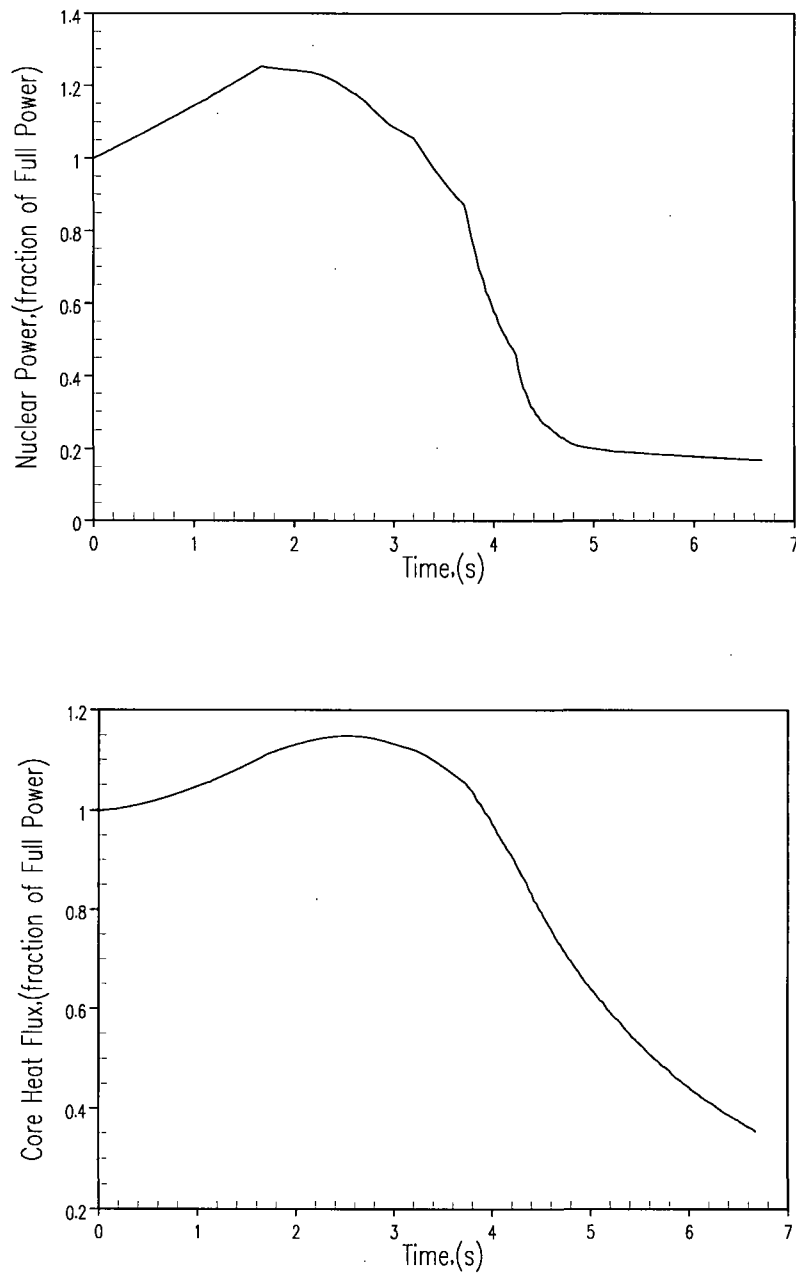 1.4
1.2
1
0.8
0.6
0.4
0.2
0
Nuclear Power,(fraction of Full Power)
0 1 2 3 4 5 6 7
Time,(s)
1.2
1
0.8
0.6
0.4
0.2
Core Heat Flux,(fraction of Full Power)
0 1 2 3 4 5 6 7
Time,(s)